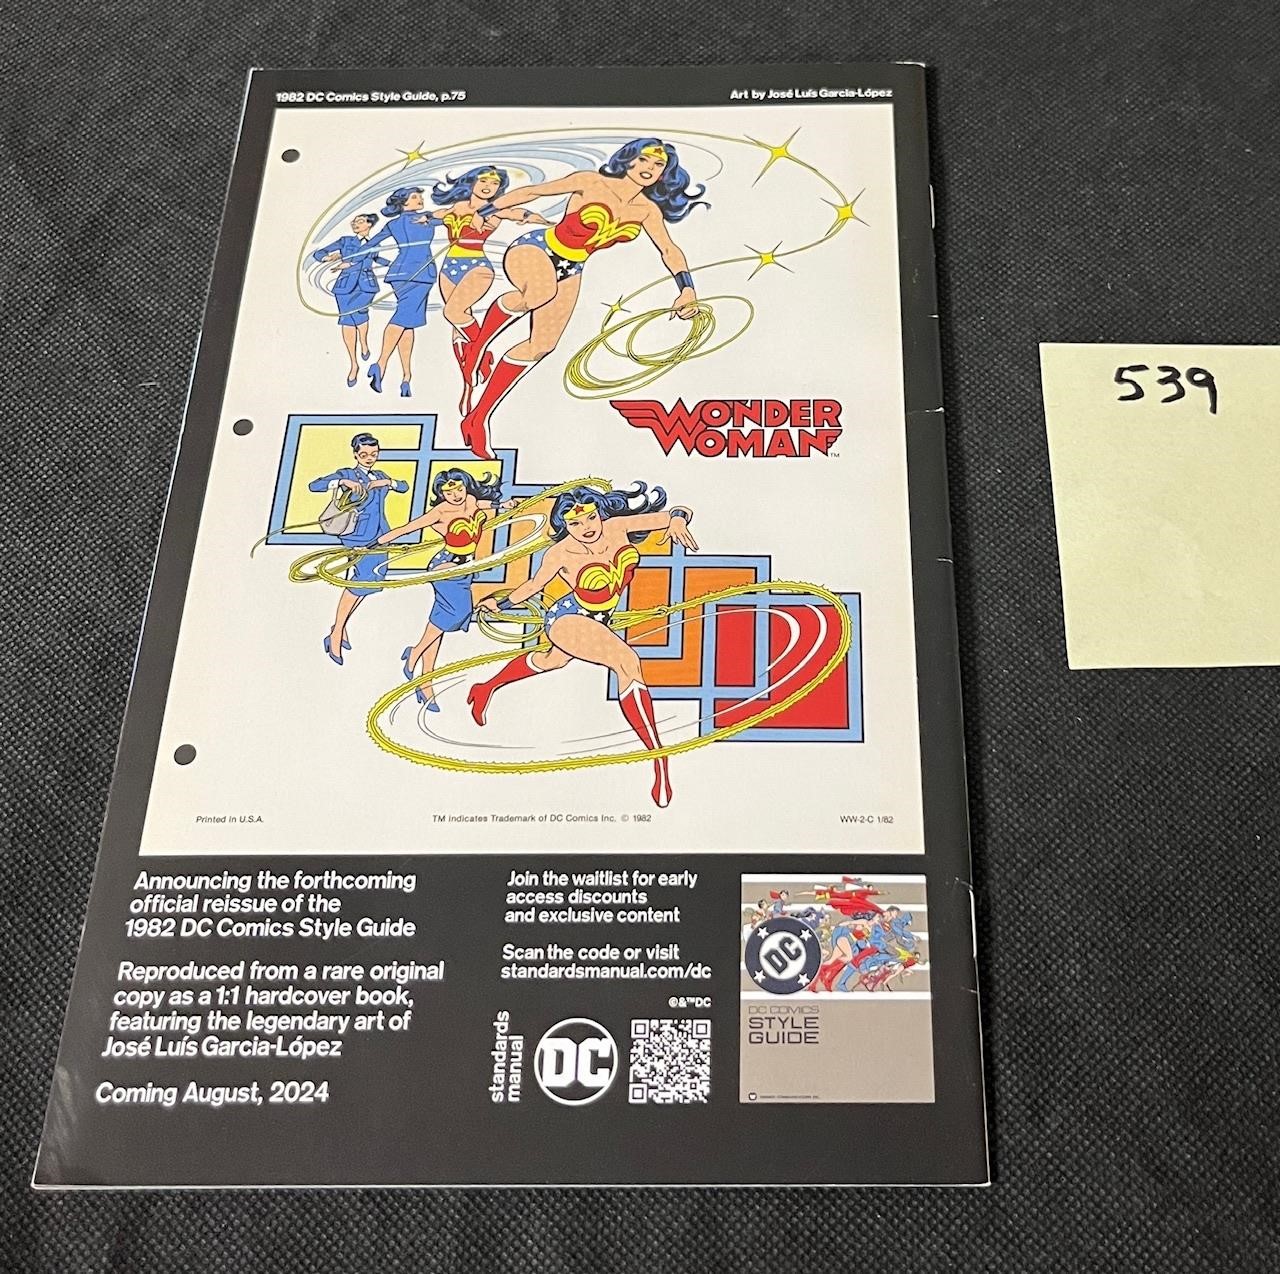 1982 DC Comics Style Guide, p.75
Art by José Luís Garcia-López
WONDER
WOMAN
TM
539
Printed in U.S.A.
TM indicates Trademark of DC Comics Inc. © 1982
WW-2-C 1/82
Announcing the forthcoming
official reissue of the
1982 DC Comics Style Guide
Reproduced from a rare original
copy as a 1:1 hardcover book,
featuring the legendary art of
José Luís Garcia-López
Coming August, 2024
Join the waitlist for early
access discounts
and exclusive content
Scan the code or visit
standardsmanual.com/dc
©&™DC
standards
manual
DC
DC
DC COMICS
STYLE
GUIDE